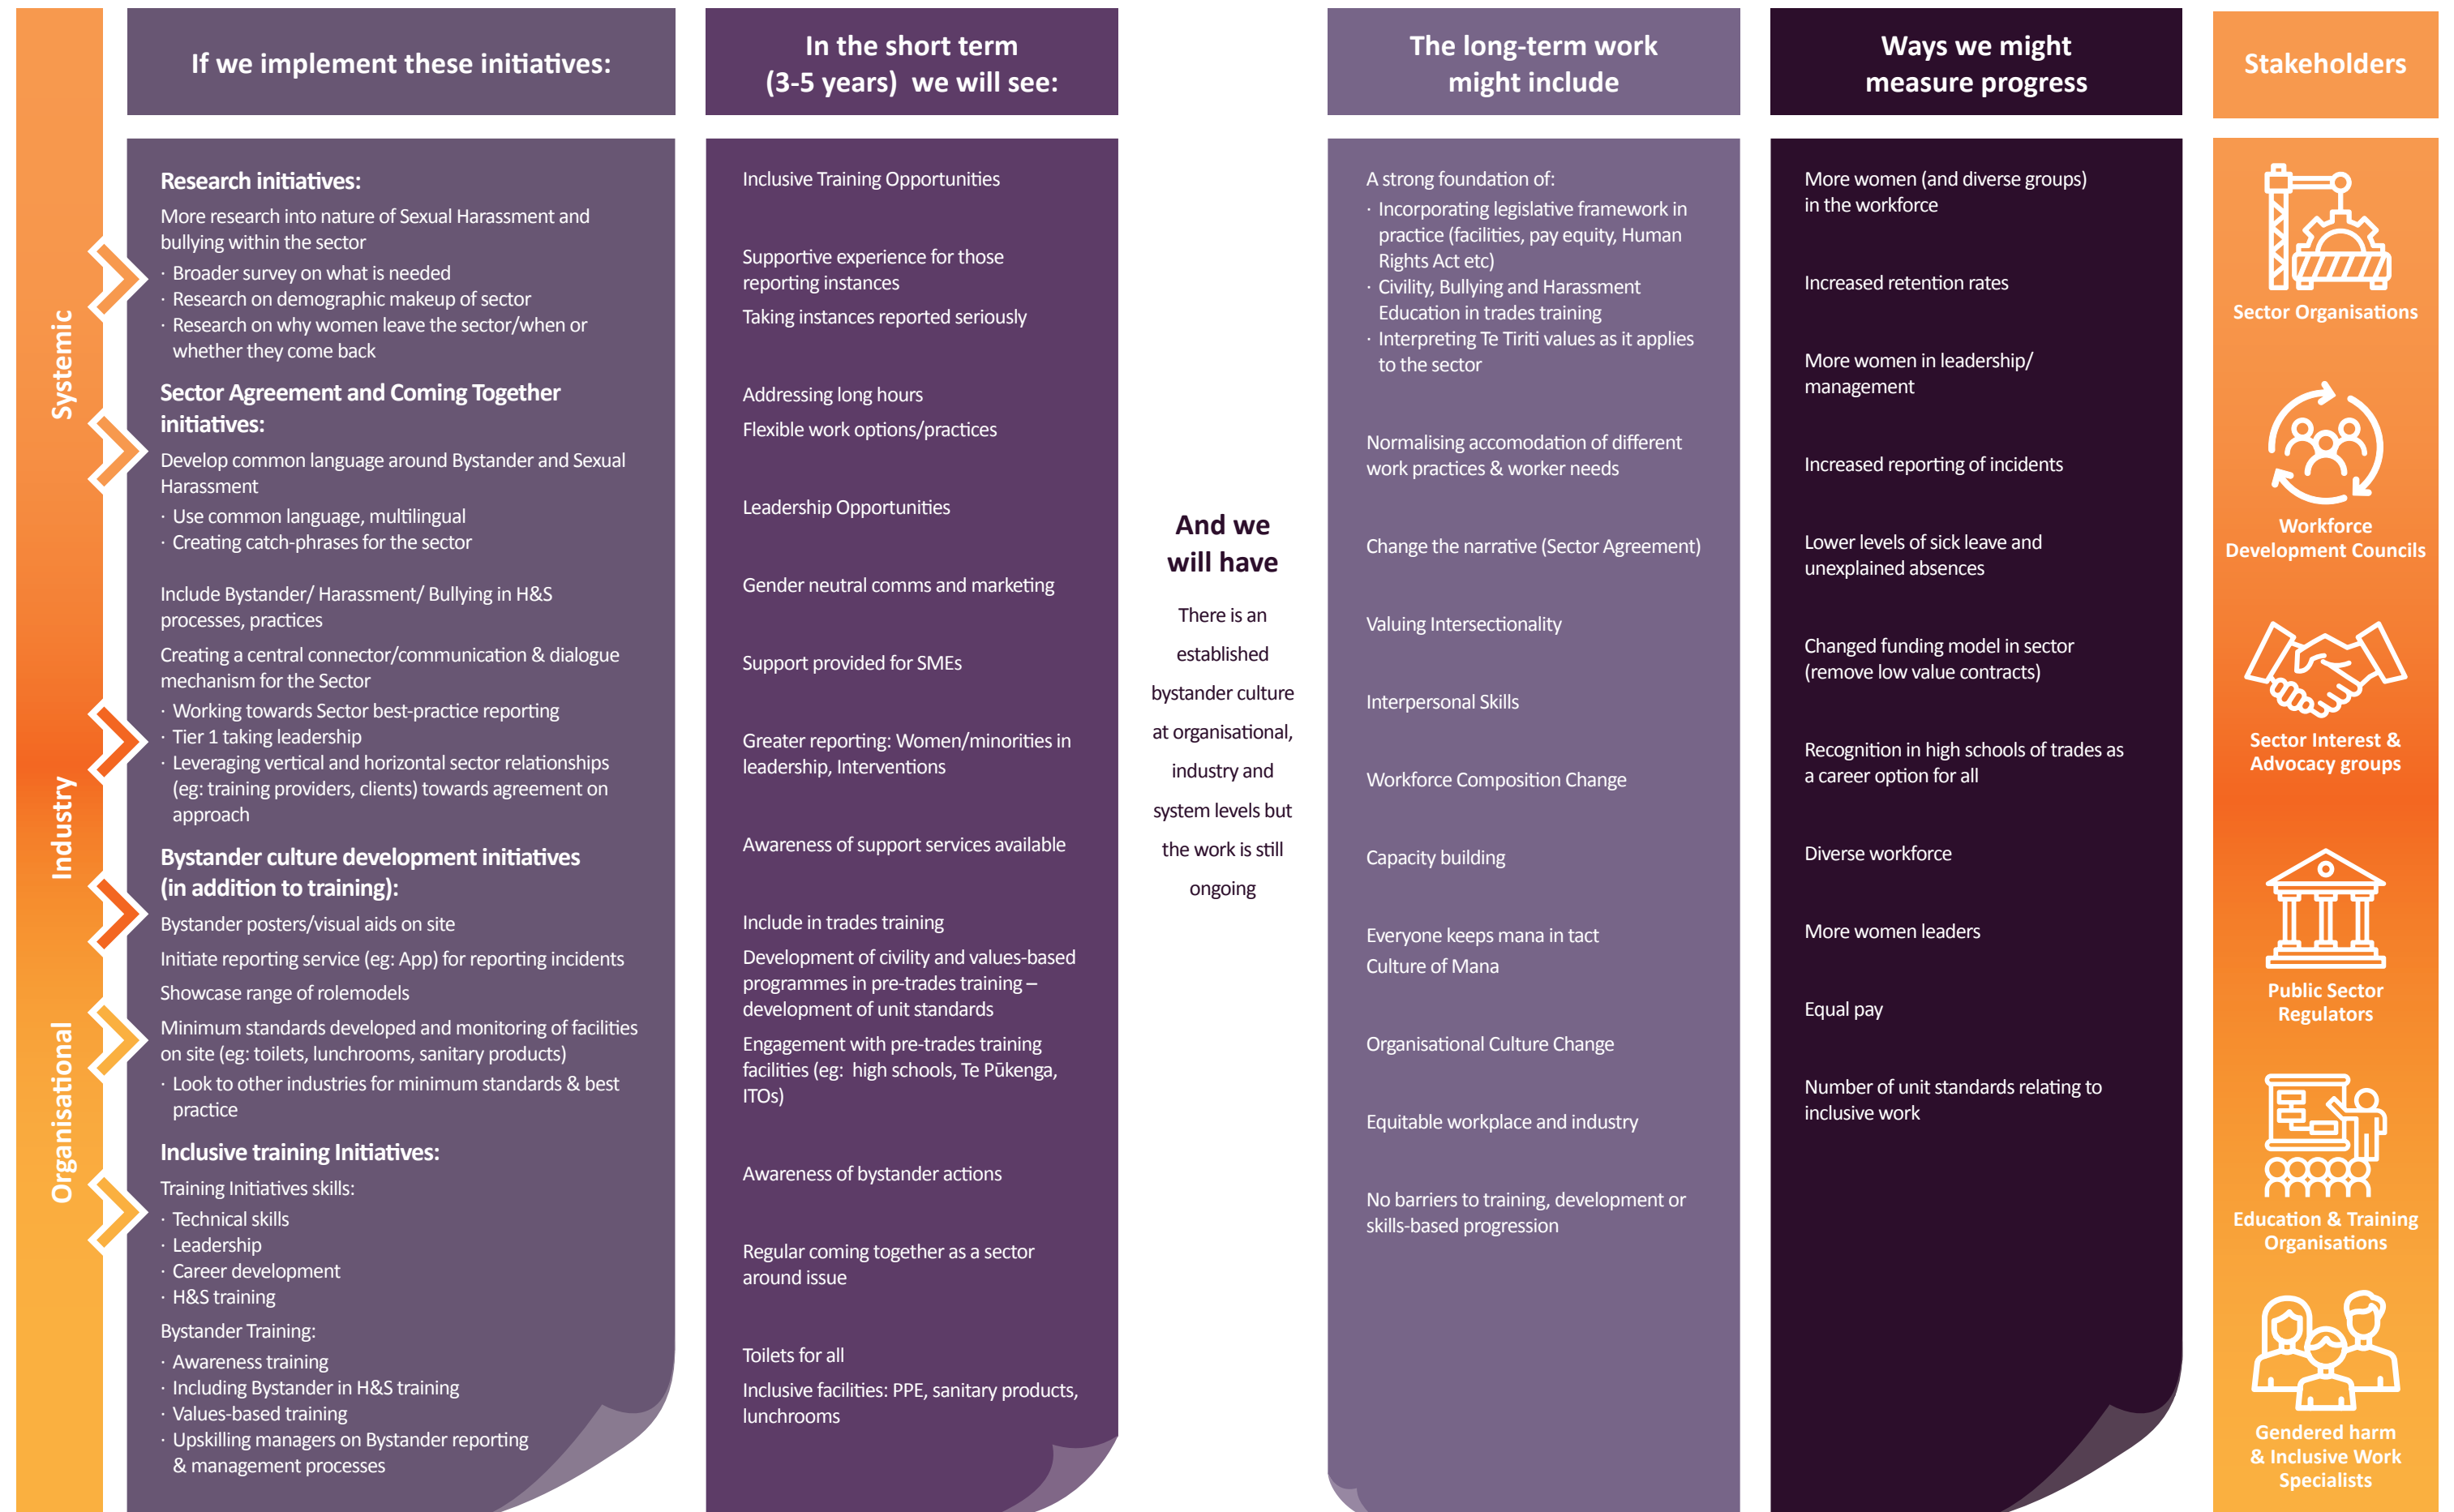 Systemic
Industry
Organisational
If we implement these initiatives:
Research initiatives:
More research into nature of Sexual Harassment and
bullying within the sector
· Broader survey on what is needed
· Research on demographic makeup of sector
· Research on why women leave the sector/when or
whether they come back
Sector Agreement and Coming Together
initiatives:
Develop common language around Bystander and Sexual
Harassment
· Use common language, multilingual
· Creating catch-phrases for the sector
Include Bystander/ Harassment/ Bullying in H&S
processes, practices
Creating a central connector/communication & dialogue
mechanism for the Sector
· Working towards Sector best-practice reporting
· Tier 1 taking leadership
· Leveraging vertical and horizontal sector relationships
(eg: training providers, clients) towards agreement on
approach
Bystander culture development initiatives
(in addition to training):
Bystander posters/visual aids on site
Initiate reporting service (eg: App) for reporting incidents
Showcase range of rolemodels
Minimum standards developed and monitoring of facilities
on site (eg: toilets, lunchrooms, sanitary products)
· Look to other industries for minimum standards & best
practice
Inclusive training Initiatives:
Training Initiatives skills:
· Technical skills
· Leadership
· Career development
· H&S training
Bystander Training:
· Awareness training
· Including Bystander in H&S training
· Values-based training
· Upskilling managers on Bystander reporting
& management processes
In the short term
(3-5 years) we will see:
Inclusive Training Opportunities
Supportive experience for those
reporting instances
Taking instances reported seriously
Addressing long hours
Flexible work options/practices
Leadership Opportunities
Gender neutral comms and marketing
Support provided for SMEs
Greater reporting: Women/minorities in
leadership, Interventions
Awareness of support services available
Include in trades training
Development of civility and values-based
programmes in pre-trades training –
development of unit standards
Engagement with pre-trades training
facilities (eg: high schools, Te Pūkenga,
ITOs)
Awareness of bystander actions
Regular coming together as a sector
around issue
Toilets for all
Inclusive facilities: PPE, sanitary products,
lunchrooms
And we
will have
There is an
established
bystander culture
at organisational,
industry and
system levels but
the work is still
ongoing
The long-term work
might include
A strong foundation of:
· Incorporating legislative framework in
practice (facilities, pay equity, Human
Rights Act etc)
· Civility, Bullying and Harassment
Education in trades training
· Interpreting Te Tiriti values as it applies
to the sector
Normalising accomodation of different
work practices & worker needs
Change the narrative (Sector Agreement)
Valuing Intersectionality
Interpersonal Skills
Workforce Composition Change
Capacity building
Everyone keeps mana in tact
Culture of Mana
Organisational Culture Change
Equitable workplace and industry
No barriers to training, development or
skills-based progression
Ways we might
measure progress
More women (and diverse groups)
in the workforce
Increased retention rates
More women in leadership/
management
Increased reporting of incidents
Lower levels of sick leave and
unexplained absences
Changed funding model in sector
(remove low value contracts)
Recognition in high schools of trades as
a career option for all
Diverse workforce
More women leaders
Equal pay
Number of unit standards relating to
inclusive work
Stakeholders
Sector Organisations
Workforce
Development Councils
Sector Interest &
Advocacy groups
Public Sector
Regulators
Education & Training
Organisations
Gendered harm
& Inclusive Work
Specialists